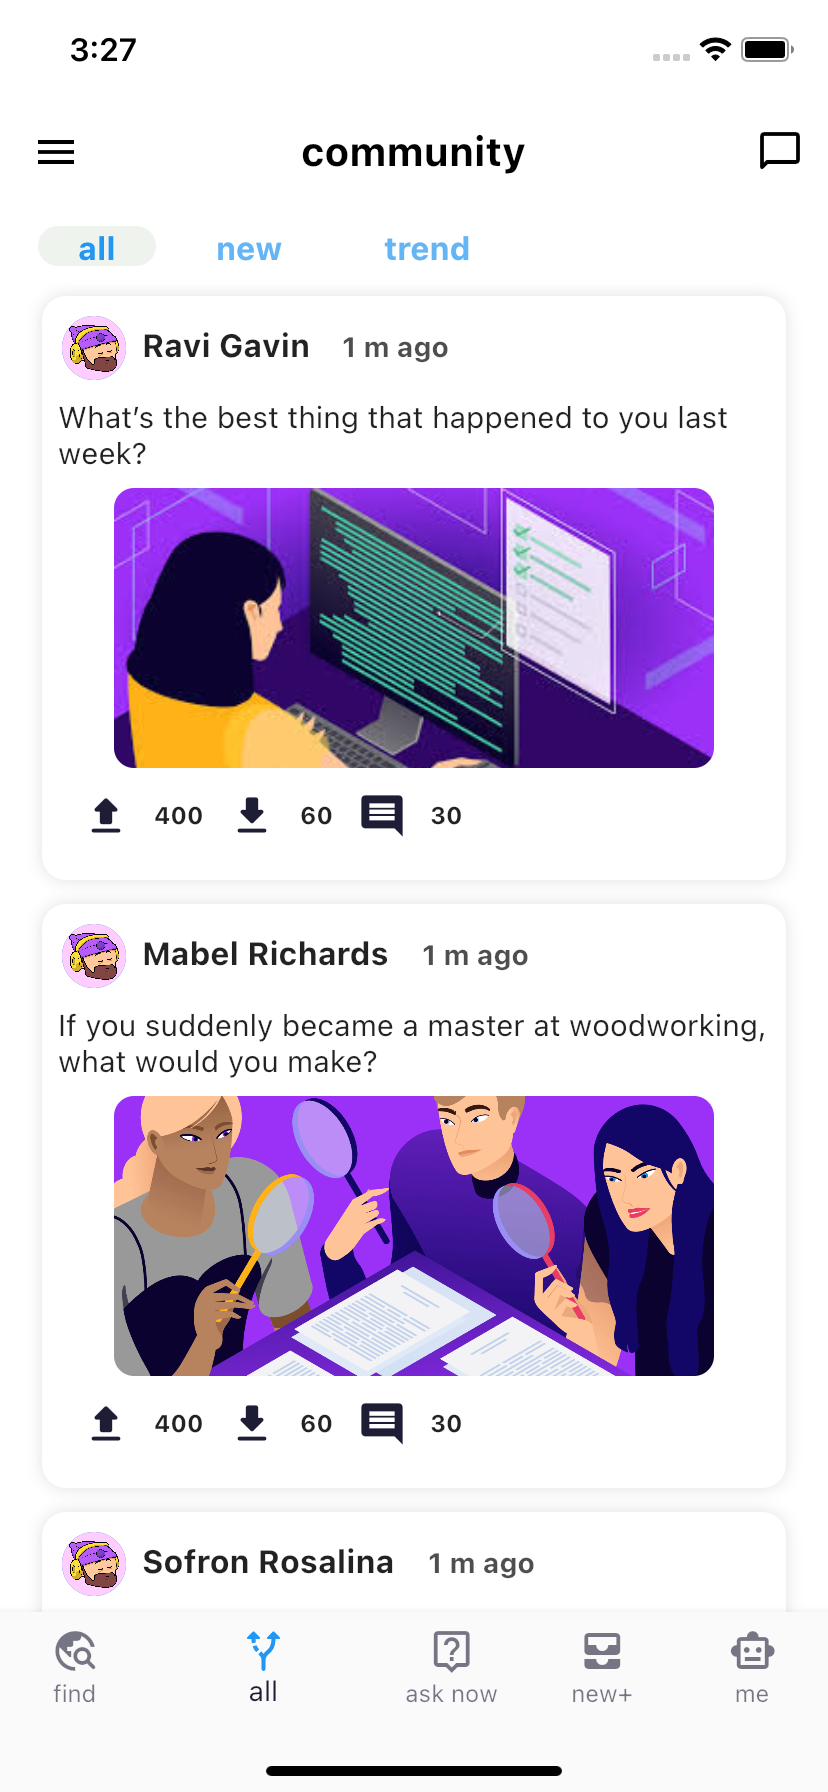 3:27
community
all
new
trend
Ravi Gavin 1 m ago
What’s the best thing that happened to you last
week?
400 60 30
Mabel Richards 1 m ago
If you suddenly became a master at woodworking,
what would you make?
400 60 30
Sofron Rosalina 1 m ago
find
all
ask now
new+
me